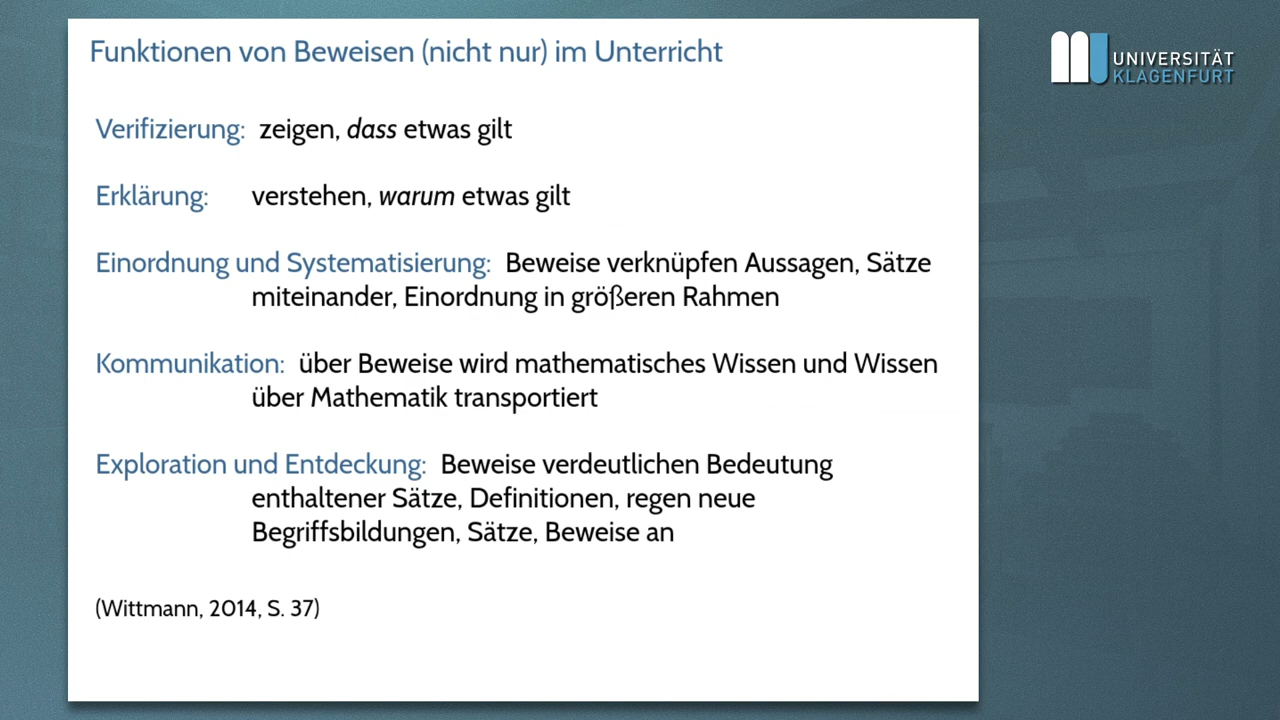 Funktionen von Beweisen (nicht nur) im Unterricht
UNIVERSITÄT
KLAGENFURT
Verifizierung: zeigen, dass etwas gilt
Erklärung: verstehen, warum etwas gilt
Einordnung und Systematisierung: Beweise verknüpfen Aussagen, Sätze
miteinander, Einordnung in größeren Rahmen
Kommunikation: über Beweise wird mathematisches Wissen und Wissen
über Mathematik transportiert
Exploration und Entdeckung: Beweise verdeutlichen Bedeutung
enthaltener Sätze, Definitionen, regen neue
Begriffsbildungen, Sätze, Beweise an
(Wittmann, 2014, S. 37)